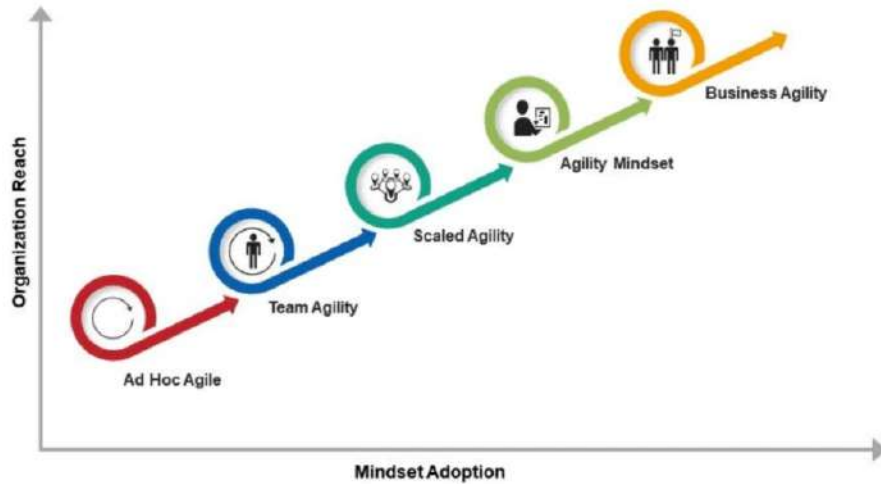 Organization Reach
Business Agility
Agility Mindset
Scaled Agility
Team Agility
Ad Hoc Agile
Mindset Adoption